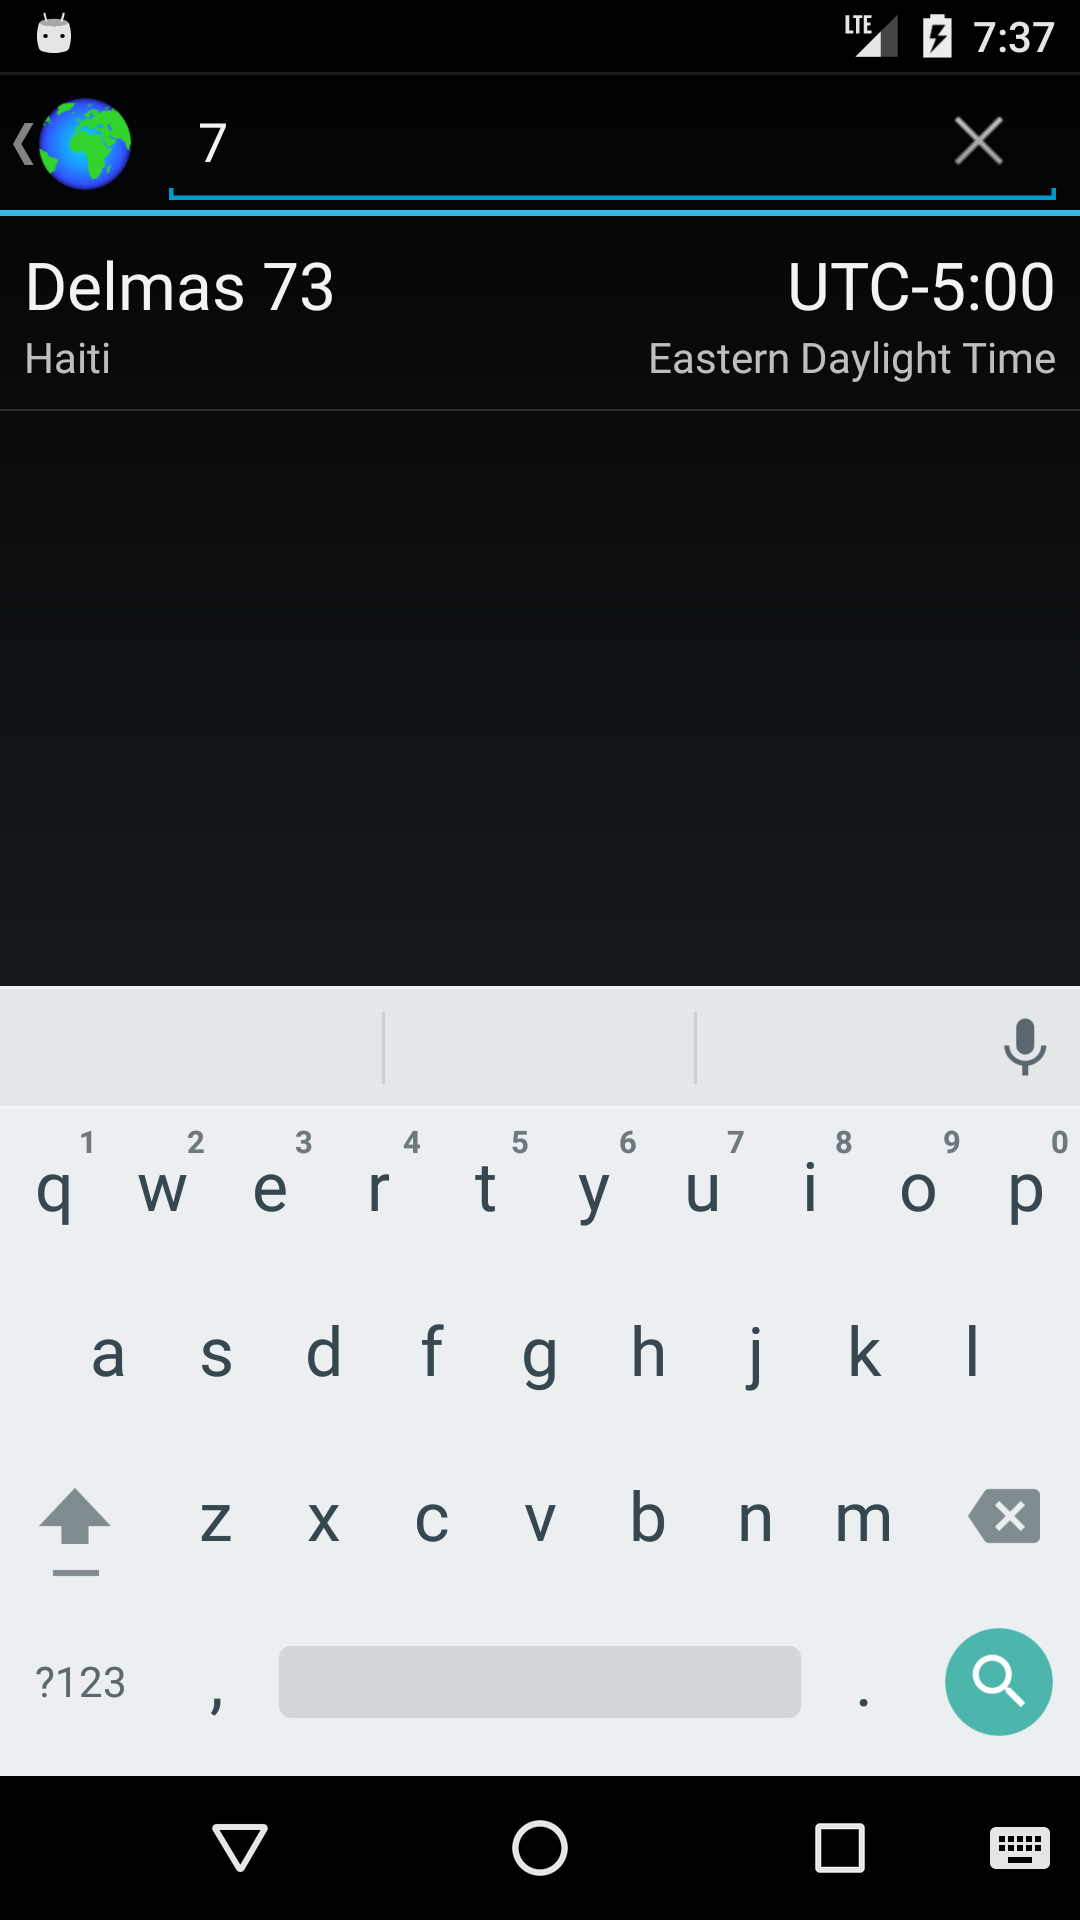 LTE 7:37
7
Delmas 73 UTC-5:00
Haiti Eastern Daylight Time
1 2 3 4 5 6 7 8 9 0
q w e r t y u i o p
a s d f g h j k l
z x c v b n m
?123 , .